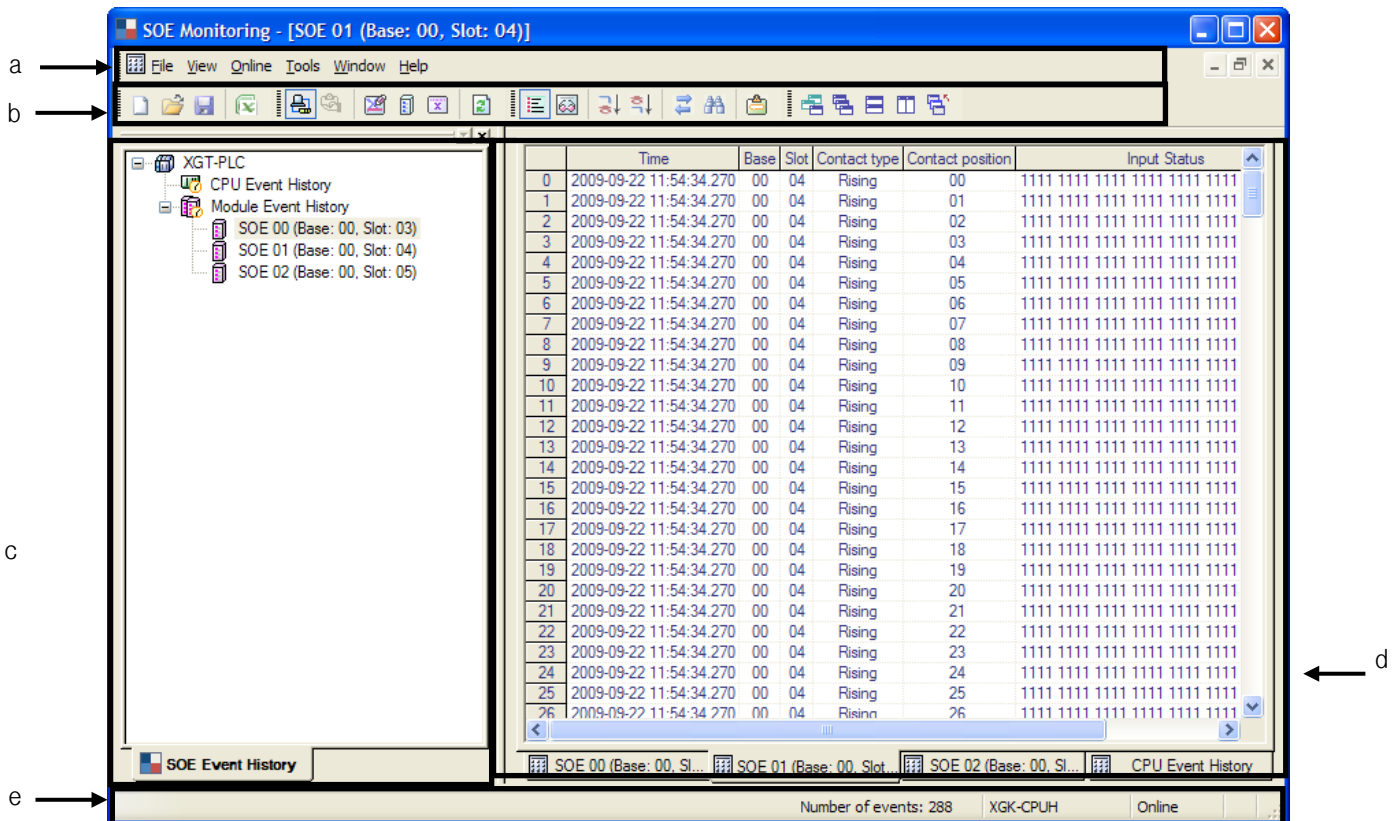 SOE Monitoring - [SOE 01 (Base: 00, Slot: 04)]
a
File View Online Tools Window Help
b
XGT-PLC
CPU Event History
Module Event History
SOE 00 (Base: 00, Slot: 03)
SOE 01 (Base: 00, Slot: 04)
SOE 02 (Base: 00, Slot: 05)
c
SOE Event History
Time Base Slot Contact type Contact position Input Status
0 2009-09-22 11:54:34.270 00 04 Rising 00 1111 1111 1111 1111 1111 1111
1 2009-09-22 11:54:34.270 00 04 Rising 01 1111 1111 1111 1111 1111 1111
2 2009-09-22 11:54:34.270 00 04 Rising 02 1111 1111 1111 1111 1111 1111
3 2009-09-22 11:54:34.270 00 04 Rising 03 1111 1111 1111 1111 1111 1111
4 2009-09-22 11:54:34.270 00 04 Rising 04 1111 1111 1111 1111 1111 1111
5 2009-09-22 11:54:34.270 00 04 Rising 05 1111 1111 1111 1111 1111 1111
6 2009-09-22 11:54:34.270 00 04 Rising 06 1111 1111 1111 1111 1111 1111
7 2009-09-22 11:54:34.270 00 04 Rising 07 1111 1111 1111 1111 1111 1111
8 2009-09-22 11:54:34.270 00 04 Rising 08 1111 1111 1111 1111 1111 1111
9 2009-09-22 11:54:34.270 00 04 Rising 09 1111 1111 1111 1111 1111 1111
10 2009-09-22 11:54:34.270 00 04 Rising 10 1111 1111 1111 1111 1111 1111
11 2009-09-22 11:54:34.270 00 04 Rising 11 1111 1111 1111 1111 1111 1111
12 2009-09-22 11:54:34.270 00 04 Rising 12 1111 1111 1111 1111 1111 1111
13 2009-09-22 11:54:34.270 00 04 Rising 13 1111 1111 1111 1111 1111 1111
14 2009-09-22 11:54:34.270 00 04 Rising 14 1111 1111 1111 1111 1111 1111
15 2009-09-22 11:54:34.270 00 04 Rising 15 1111 1111 1111 1111 1111 1111
16 2009-09-22 11:54:34.270 00 04 Rising 16 1111 1111 1111 1111 1111 1111
17 2009-09-22 11:54:34.270 00 04 Rising 17 1111 1111 1111 1111 1111 1111
18 2009-09-22 11:54:34.270 00 04 Rising 18 1111 1111 1111 1111 1111 1111
19 2009-09-22 11:54:34.270 00 04 Rising 19 1111 1111 1111 1111 1111 1111
20 2009-09-22 11:54:34.270 00 04 Rising 20 1111 1111 1111 1111 1111 1111
21 2009-09-22 11:54:34.270 00 04 Rising 21 1111 1111 1111 1111 1111 1111
22 2009-09-22 11:54:34.270 00 04 Rising 22 1111 1111 1111 1111 1111 1111
23 2009-09-22 11:54:34.270 00 04 Rising 23 1111 1111 1111 1111 1111 1111
24 2009-09-22 11:54:34.270 00 04 Rising 24 1111 1111 1111 1111 1111 1111
25 2009-09-22 11:54:34.270 00 04 Rising 25 1111 1111 1111 1111 1111 1111
26 2009-09-22 11:54:34.270 00 04 Rising 26 1111 1111 1111 1111 1111 1111
d
SOE 00 (Base: 00, Sl... SOE 01 (Base: 00, Slot... SOE 02 (Base: 00, Sl... CPU Event History
e
Number of events: 288 XGK-CPUH Online